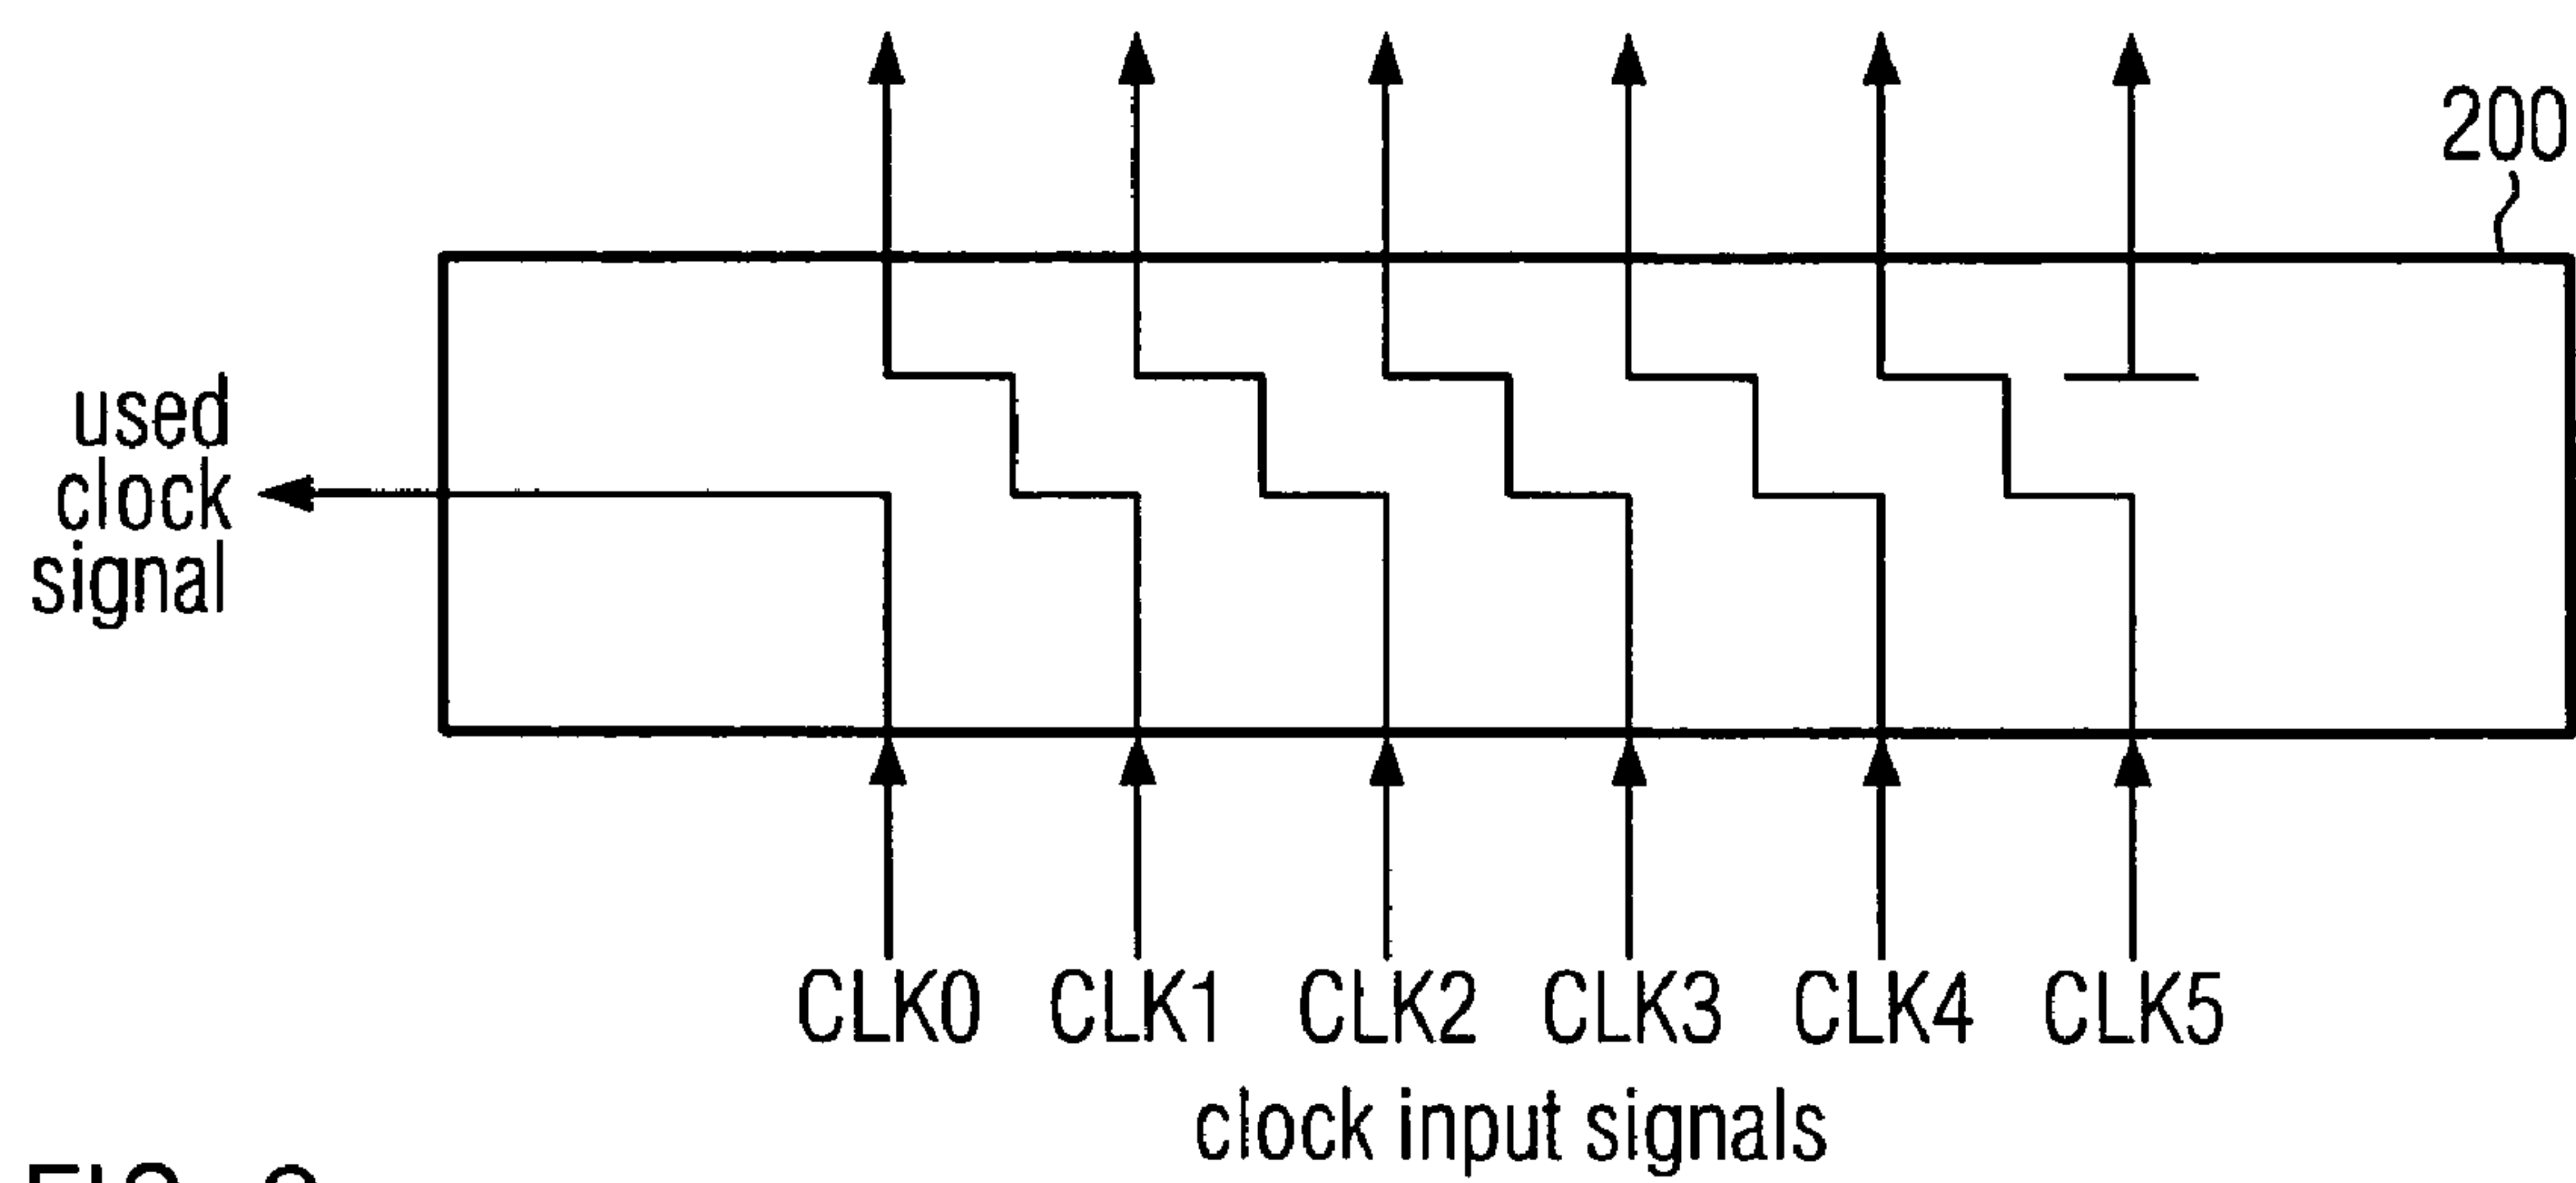 200
used
clock
signal
CLK0 CLK1 CLK2 CLK3 CLK4 CLK5
clock input signals